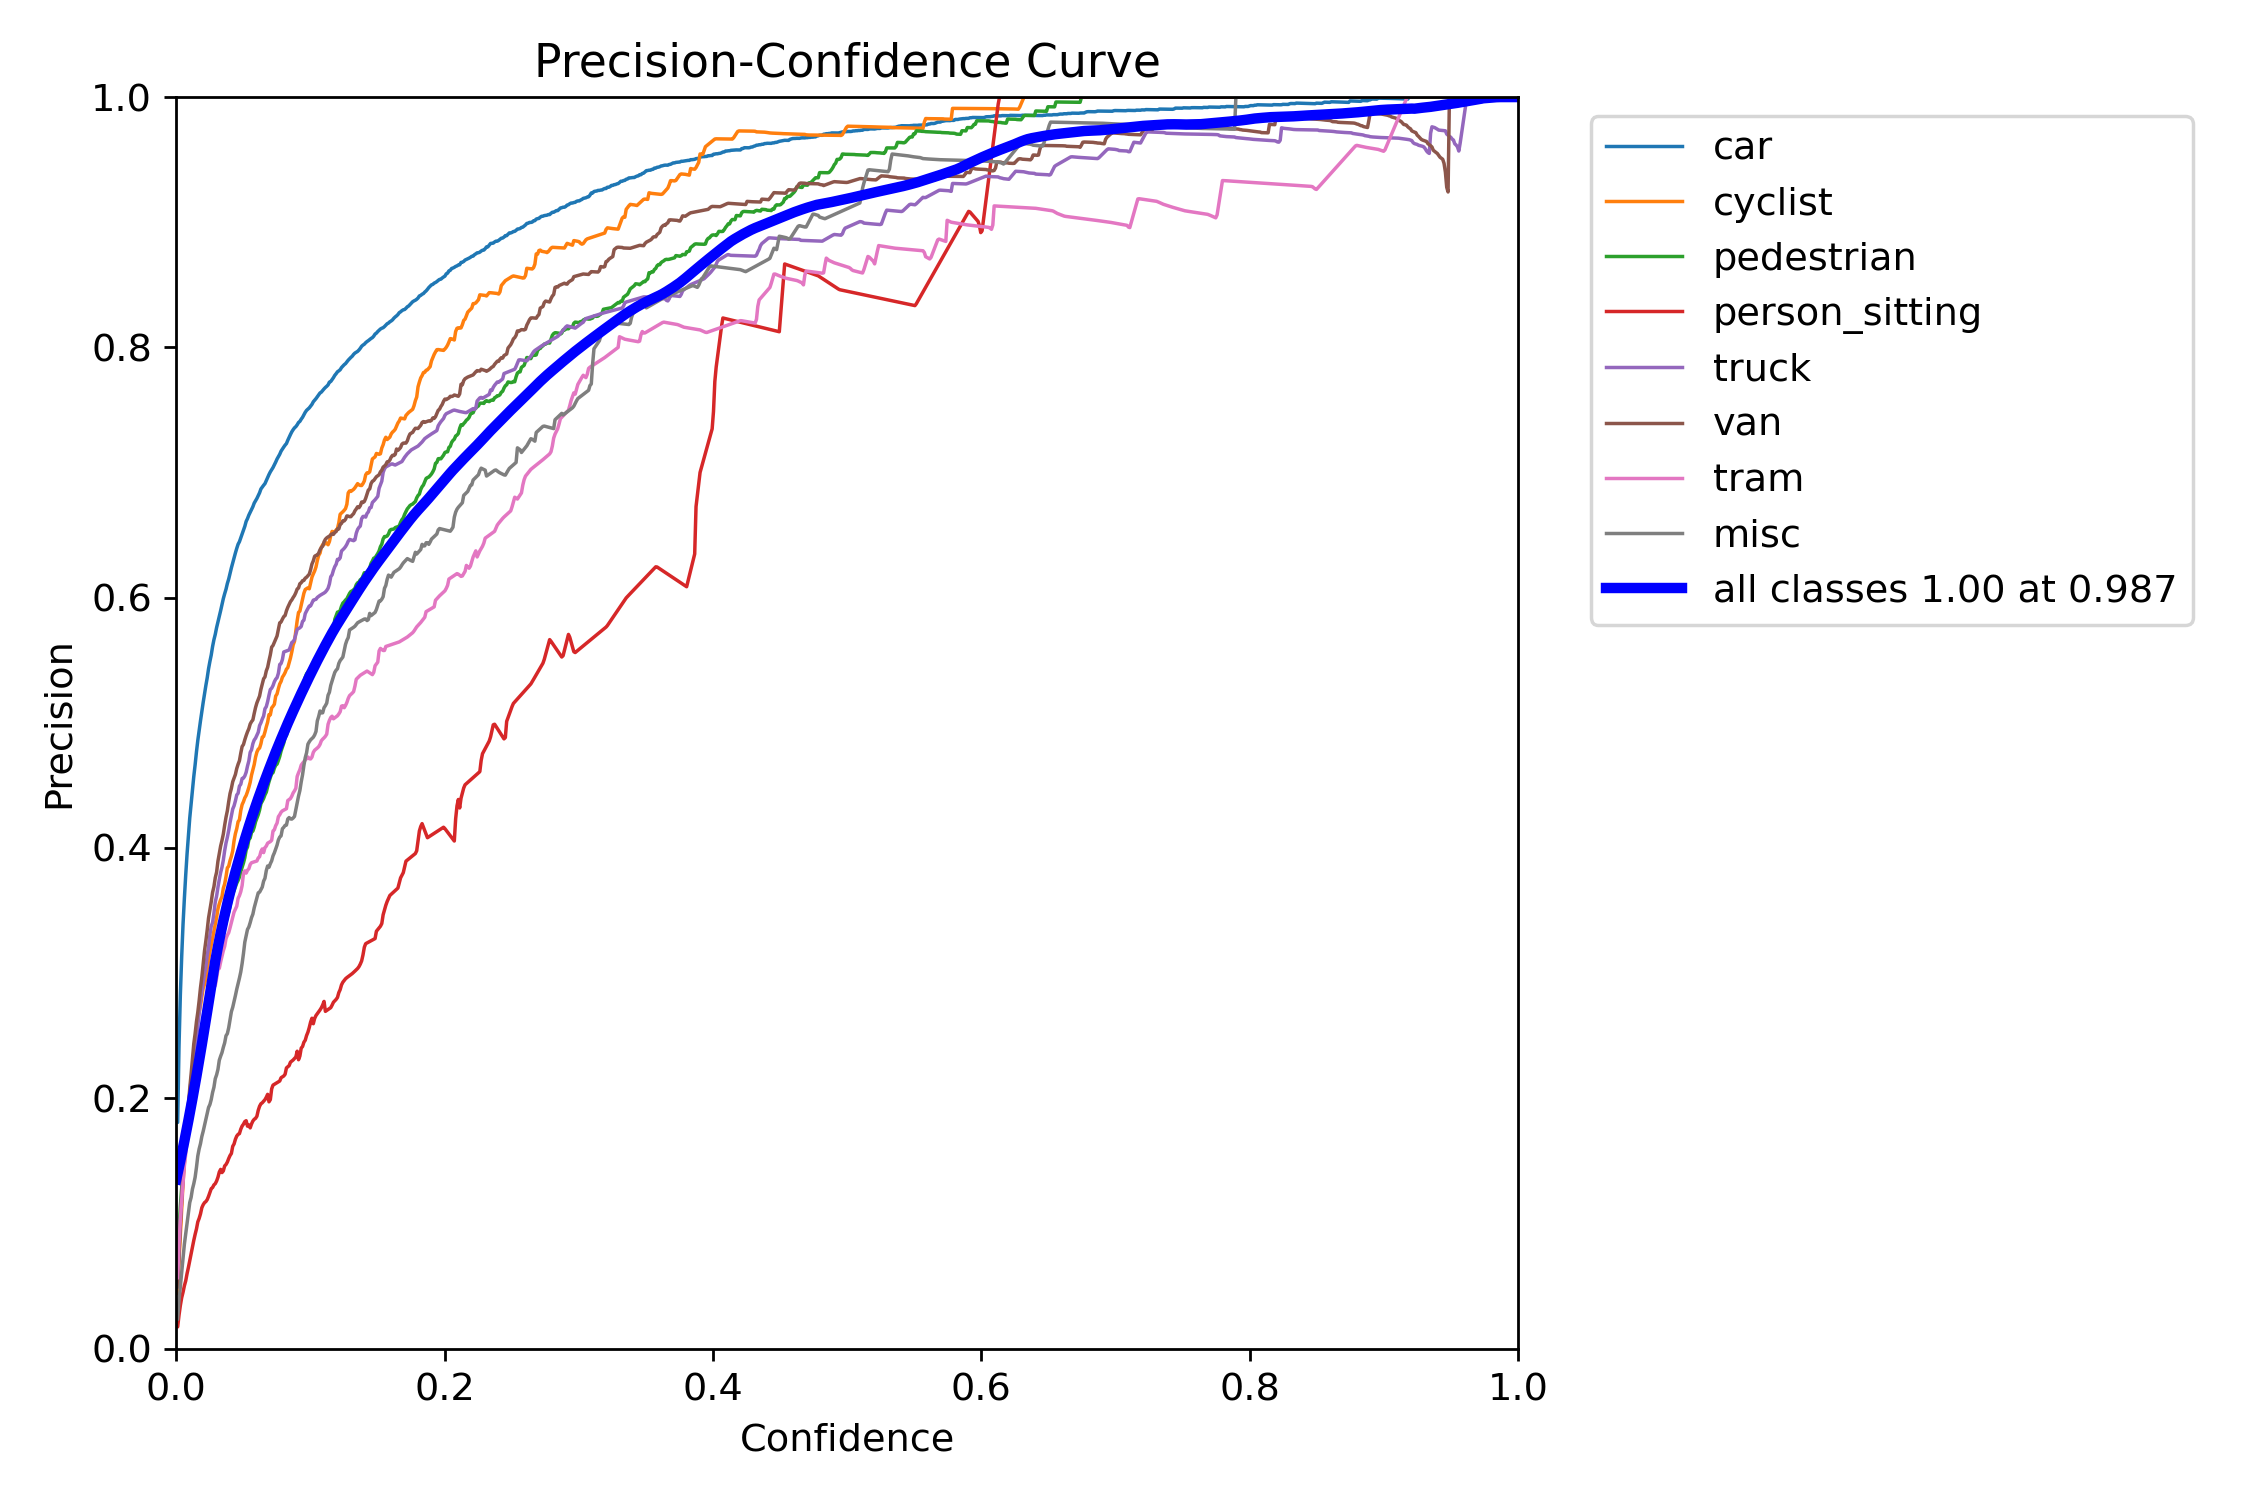 Precision-Confidence Curve
1.0
0.8
0.6
0.4
0.2
0.0
Precision
0.0 0.2 0.4 0.6 0.8 1.0
Confidence
car
cyclist
pedestrian
person_sitting
truck
van
tram
misc
all classes 1.00 at 0.987